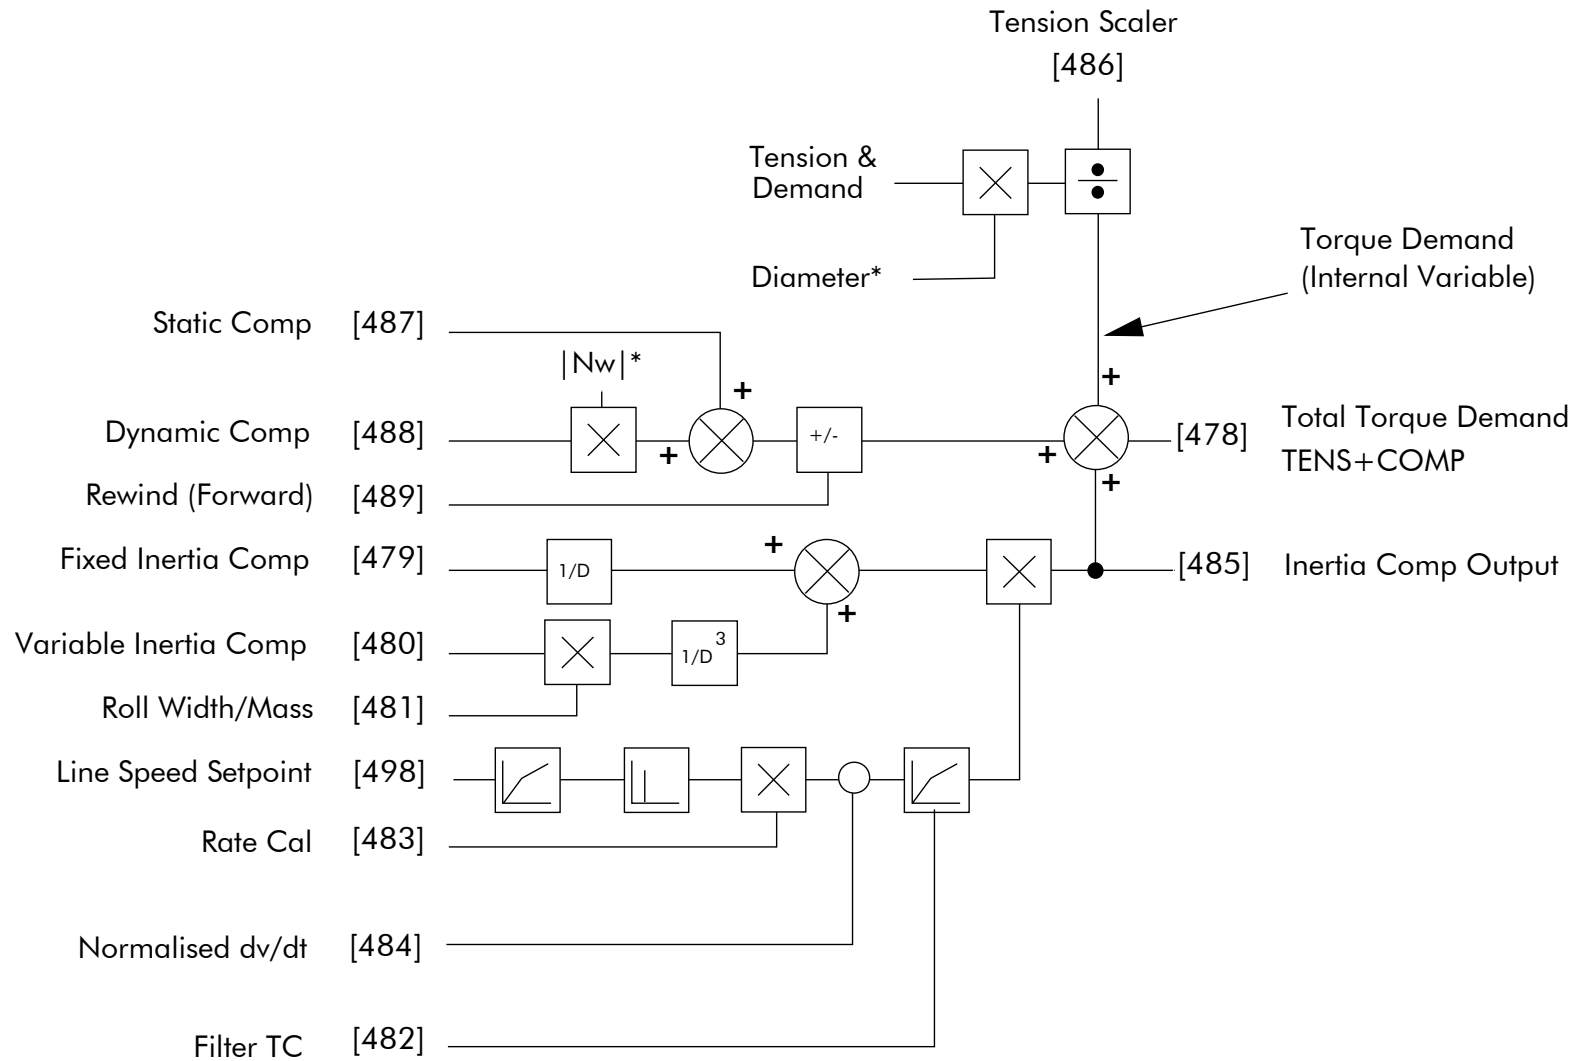 Tension Scaler
[486]
Tension &
Demand
Diameter*
Torque Demand
(Internal Variable)
Static Comp [487]
|Nw|*
+
Dynamic Comp [488]
+
+/-
+
+
+
[478] Total Torque Demand
TENS+COMP
Rewind (Forward) [489]
Fixed Inertia Comp [479]
1/D
+
+
[485] Inertia Comp Output
Variable Inertia Comp [480]
1/D 3
Roll Width/Mass [481]
Line Speed Setpoint [498]
Rate Cal [483]
Normalised dv/dt [484]
Filter TC [482]